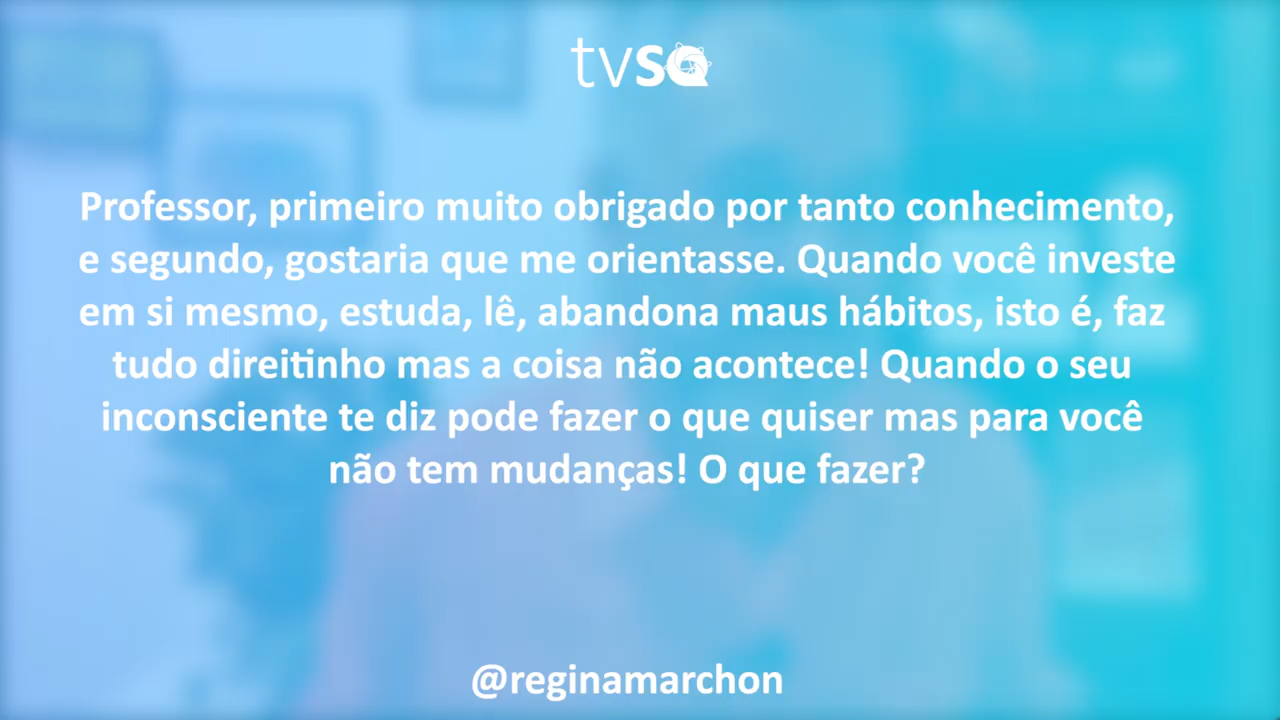 tvsQ
Professor, primeiro muito obrigado por tanto conhecimento,
e segundo, gostaria que me orientasse. Quando você investe
em si mesmo, estuda, lê, abandona maus hábitos, isto é, faz
tudo direitinho mas a coisa não acontece! Quando o seu
inconsciente te diz pode fazer o que quiser mas para você
não tem mudanças! O que fazer?
@reginamarchon